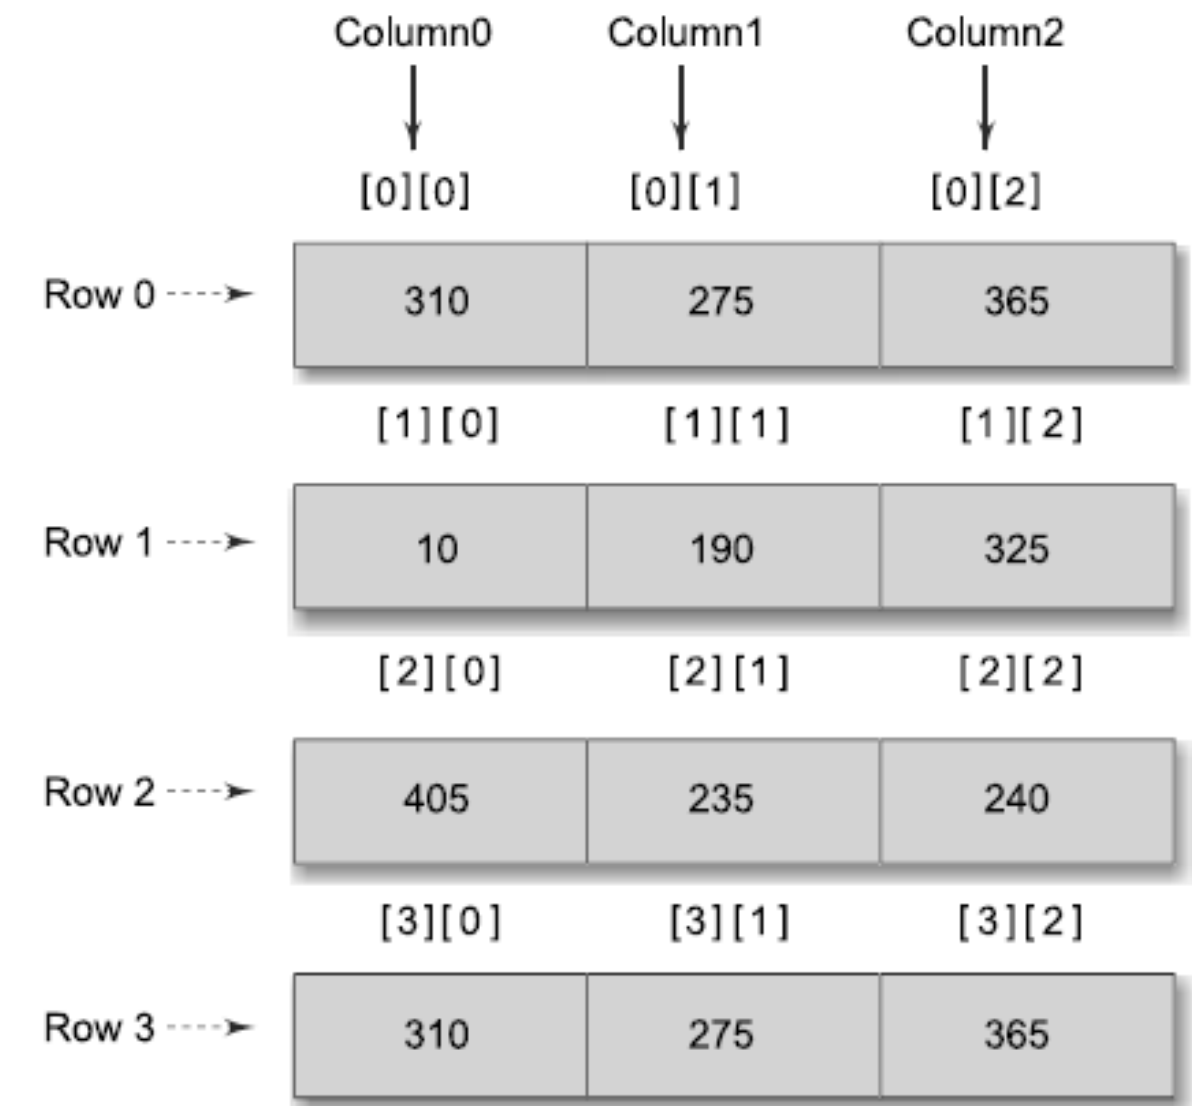 Column0 Column1 Column2
[0][0] [0][1] [0][2]
Row 0 310 275 365
[1][0] [1][1] [1][2]
Row 1 10 190 325
[2][0] [2][1] [2][2]
Row 2 405 235 240
[3][0] [3][1] [3][2]
Row 3 310 275 365